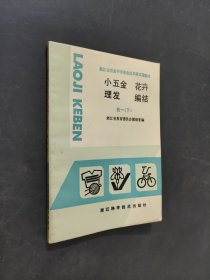 LAOJI KEBEN
浙江省初级中学劳动技术课试用教材
小五金 花卉
理发 编结
初一(下)
浙江省教育委员会教研室编
浙江科学技术出版社